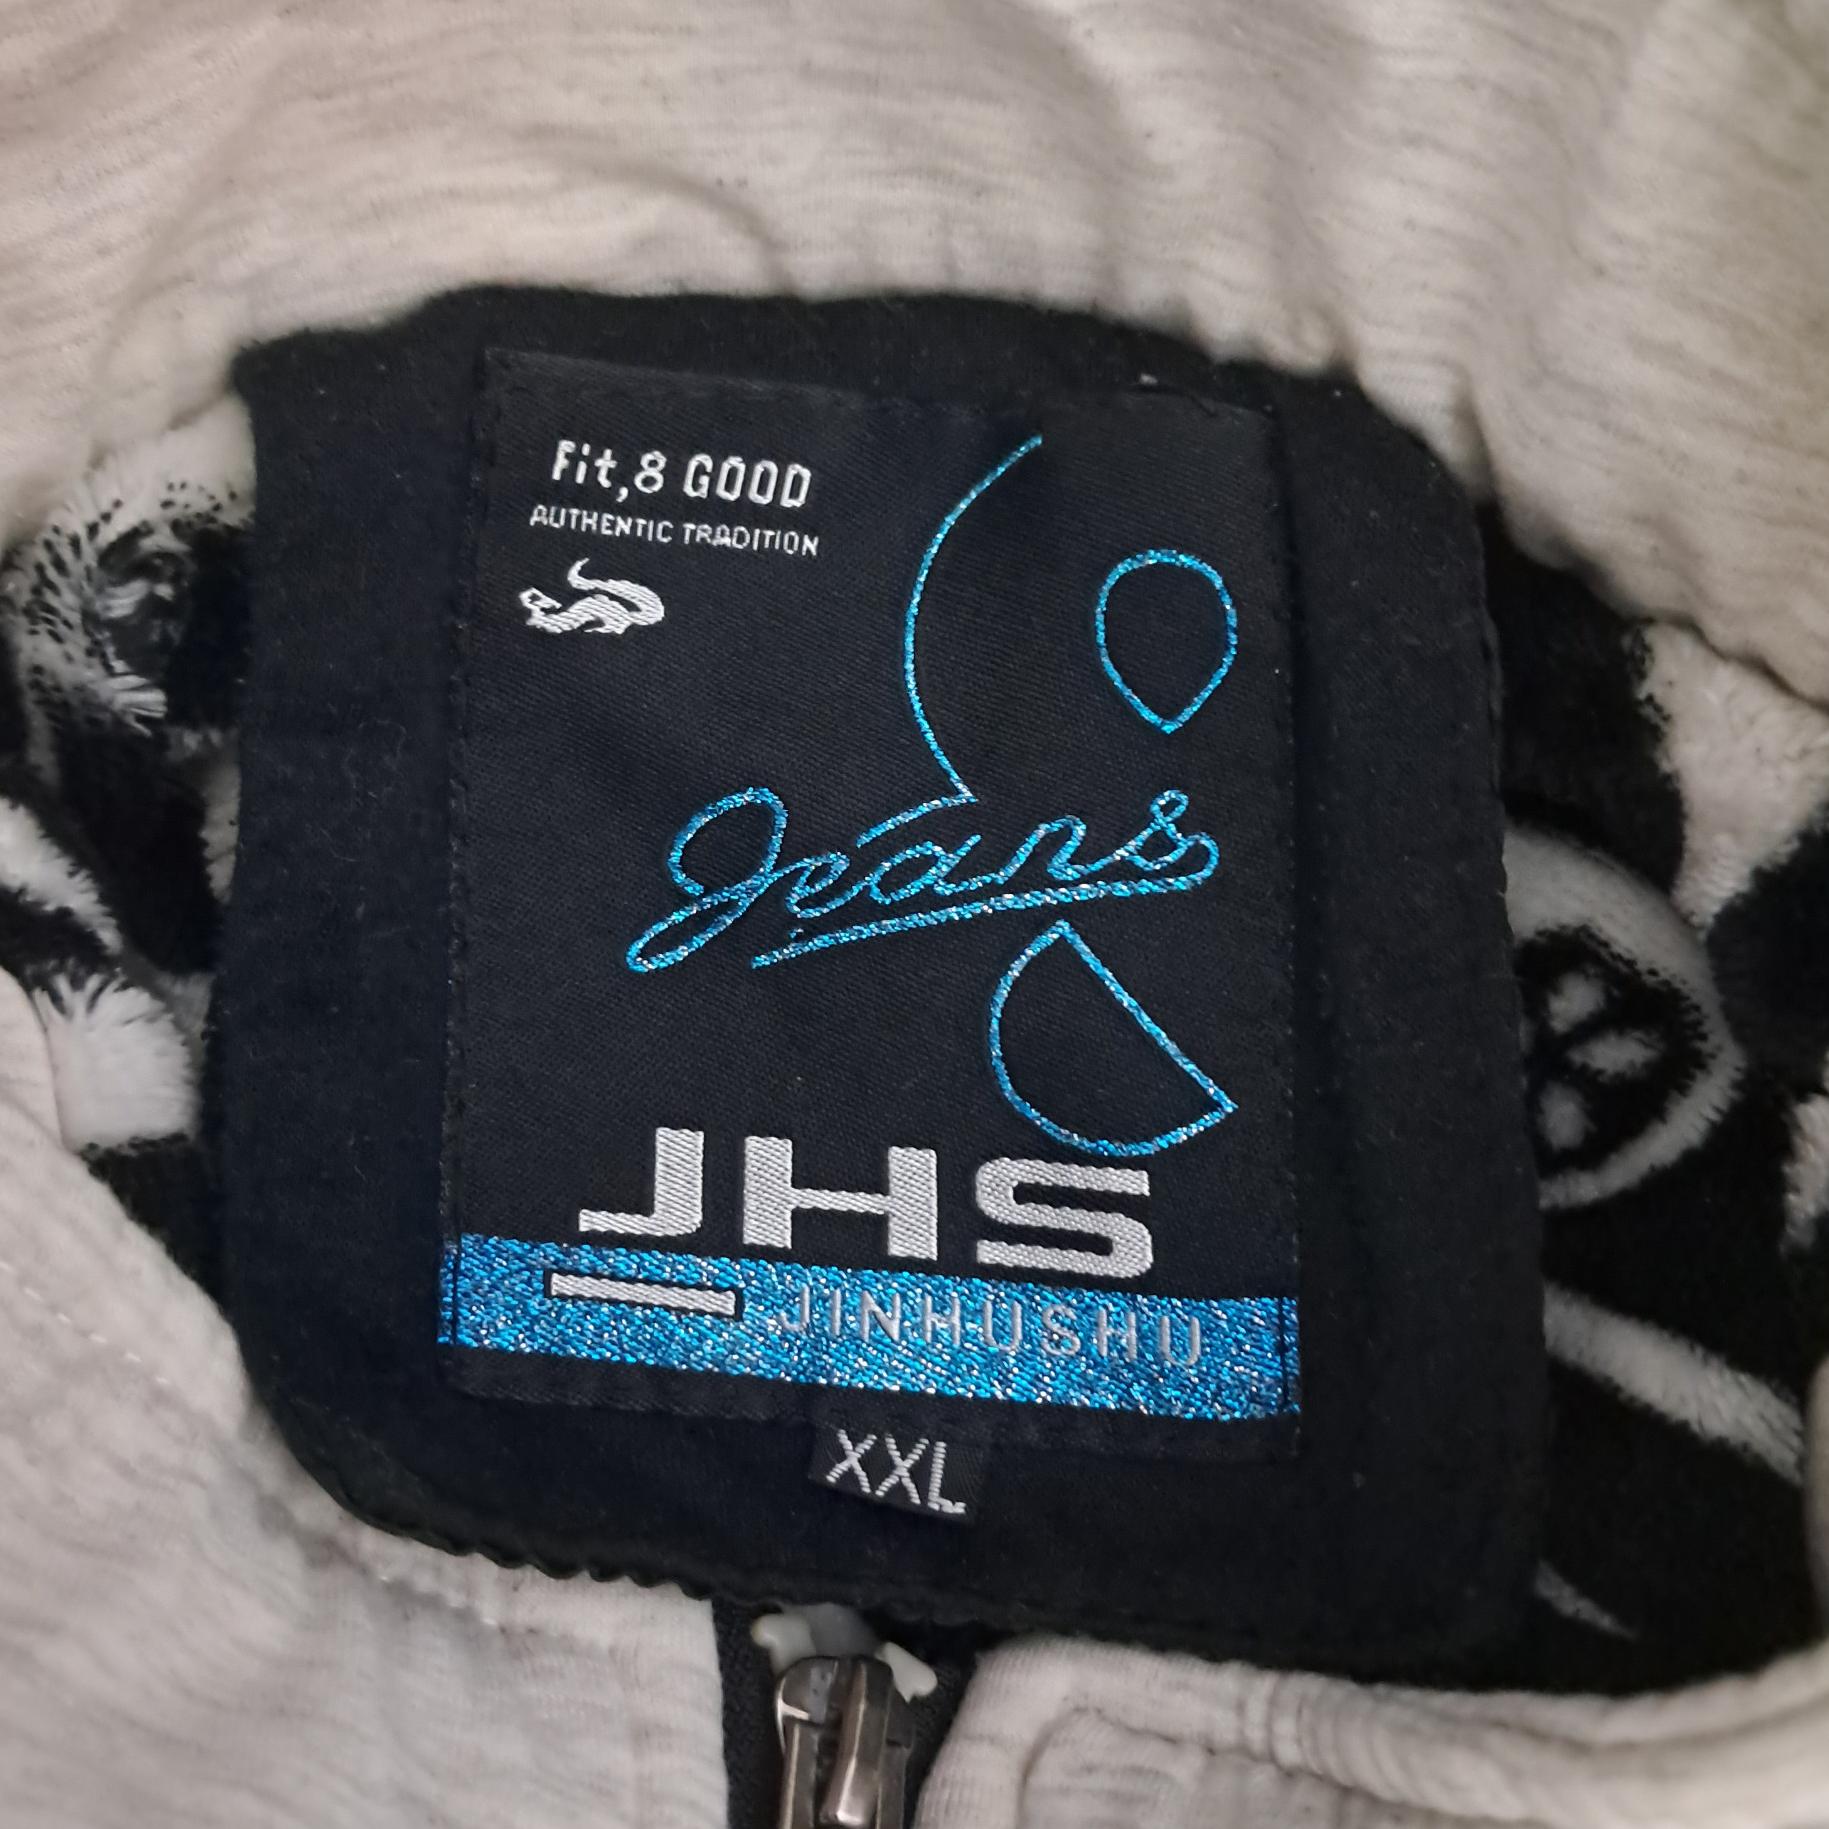 Fit,8 GOOD
AUTHENTIC TRADITION
Jeans
JHS
JINHUSHU
XXL